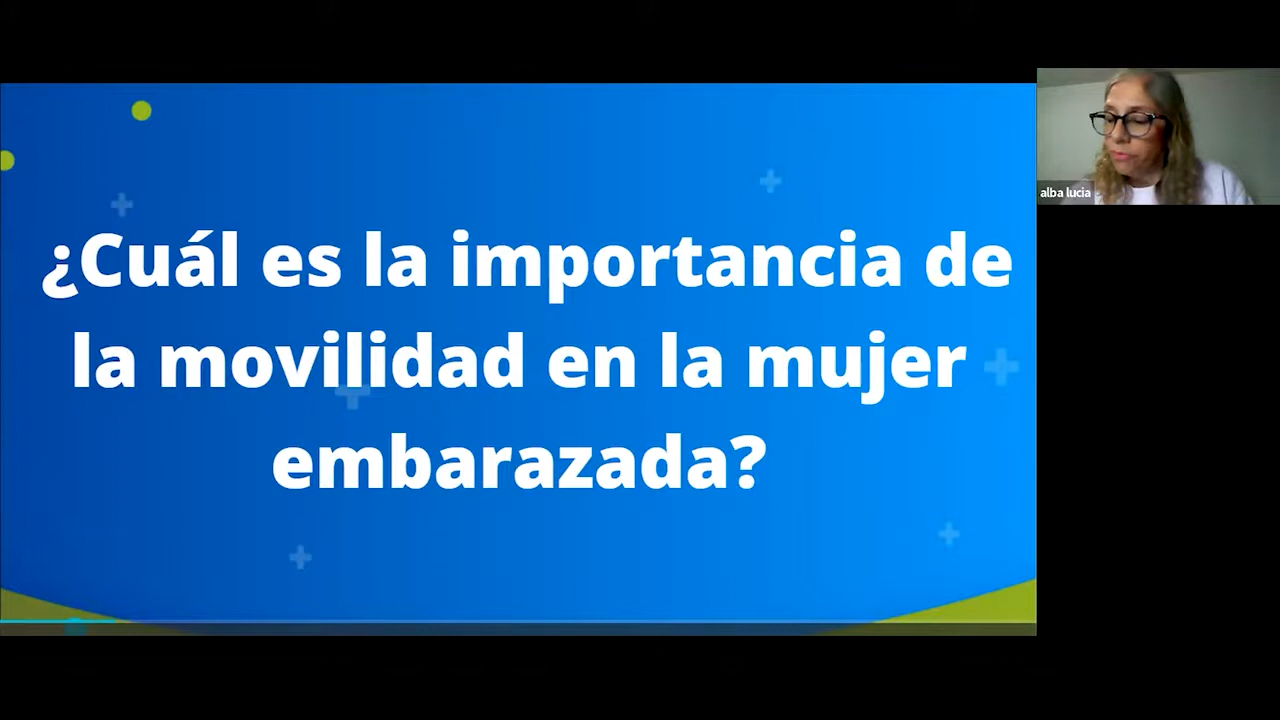 ¿Cuál es la importancia de
la movilidad en la mujer
embarazada?
alba lucia